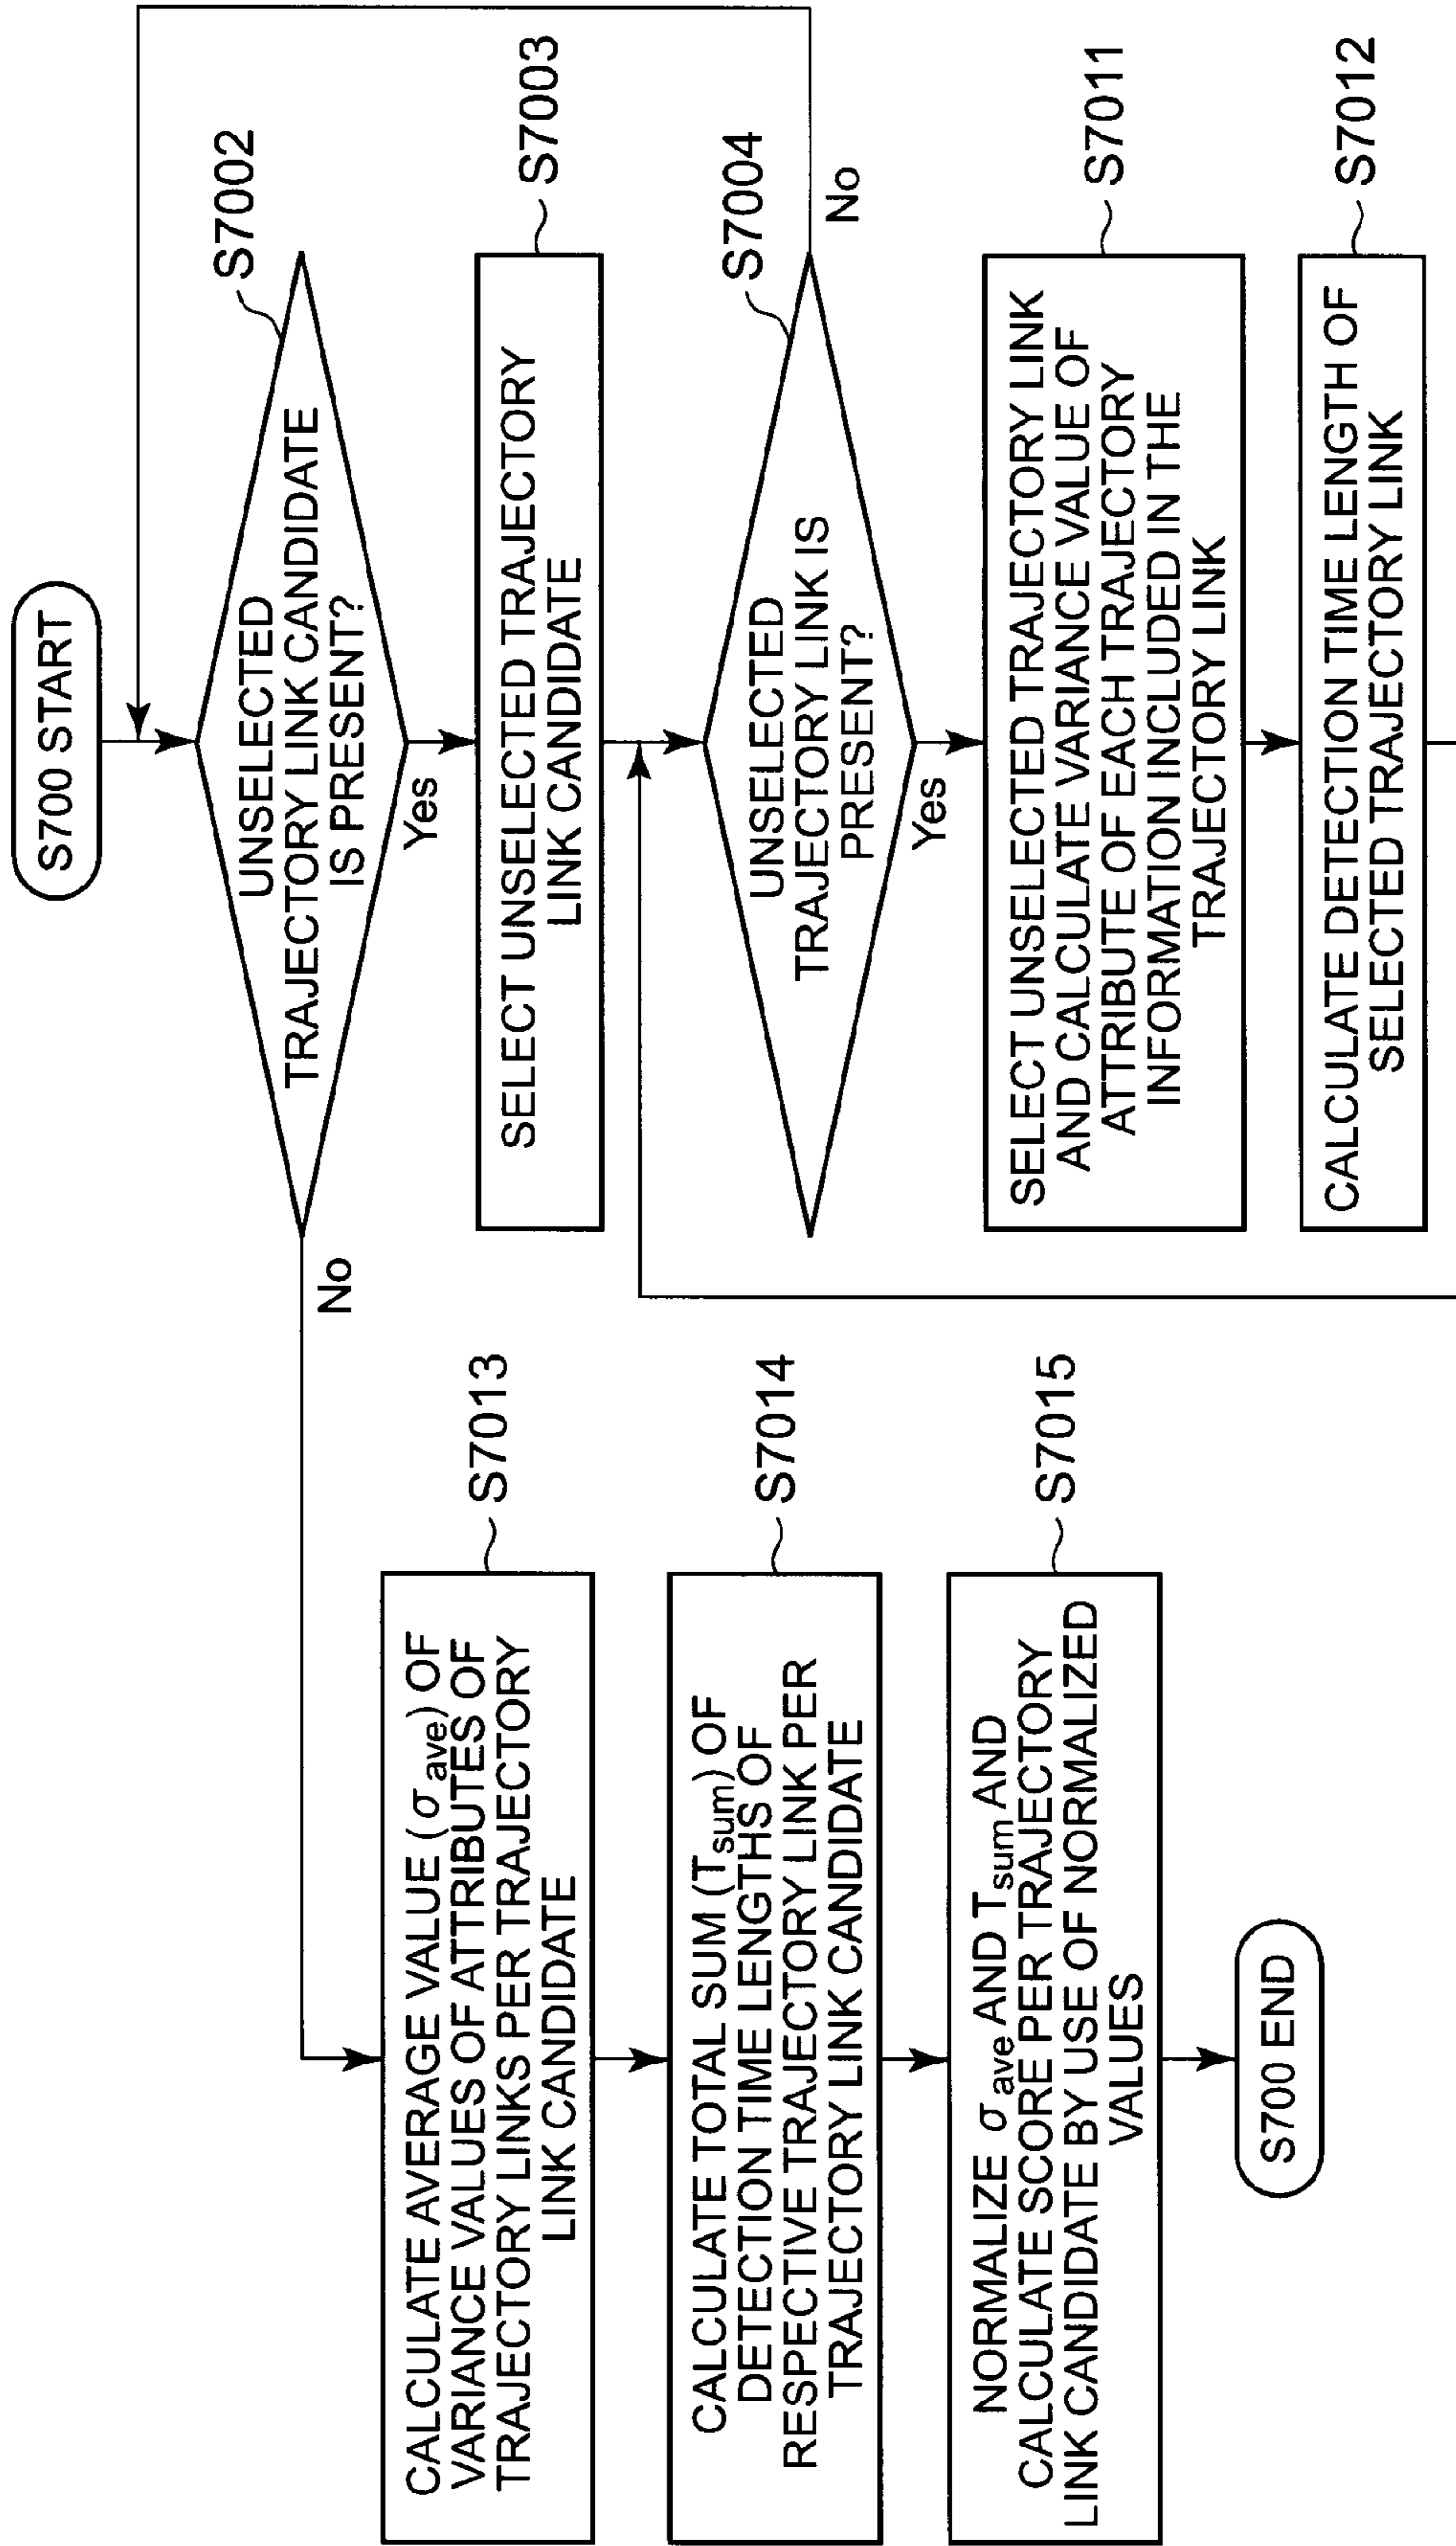 S700 START
UNSELECTED
TRAJECTORY LINK CANDIDATE
IS PRESENT?
S7002
Yes
No
SELECT UNSELECTED TRAJECTORY
LINK CANDIDATE
S7003
UNSELECTED
TRAJECTORY LINK IS
PRESENT?
S7004
No
Yes
SELECT UNSELECTED TRAJECTORY LINK
AND CALCULATE VARIANCE VALUE OF
ATTRIBUTE OF EACH TRAJECTORY
INFORMATION INCLUDED IN THE
TRAJECTORY LINK
S7011
CALCULATE DETECTION TIME LENGTH OF
SELECTED TRAJECTORY LINK
S7012
CALCULATE AVERAGE VALUE (σ ave) OF
VARIANCE VALUES OF ATTRIBUTES OF
TRAJECTORY LINKS PER TRAJECTORY
LINK CANDIDATE
S7013
CALCULATE TOTAL SUM (Tsum) OF
DETECTION TIME LENGTHS OF
RESPECTIVE TRAJECTORY LINK PER
TRAJECTORY LINK CANDIDATE
S7014
NORMALIZE σ ave AND Tsum AND
CALCULATE SCORE PER TRAJECTORY
LINK CANDIDATE BY USE OF NORMALIZED
VALUES
S7015
S700 END